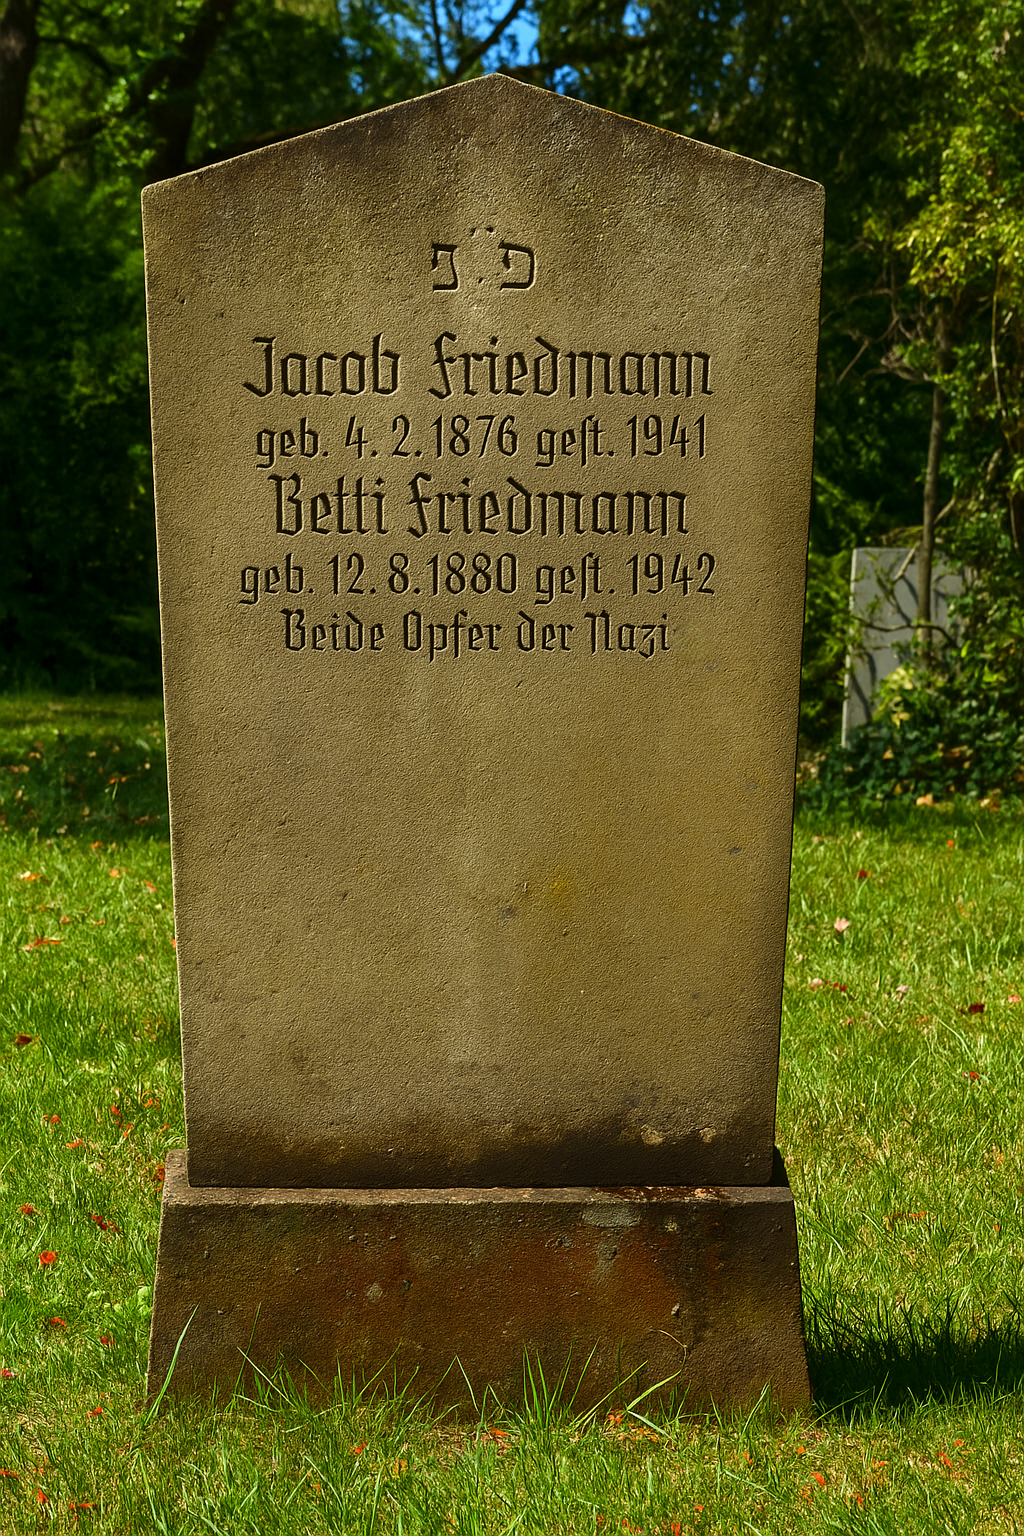 פ״נ
Jacob Friedmann
geb. 4. 2. 1876 gest. 1941
Betti Friedmann
geb. 12. 8. 1880 gest. 1942
Beide Opfer der Nazi